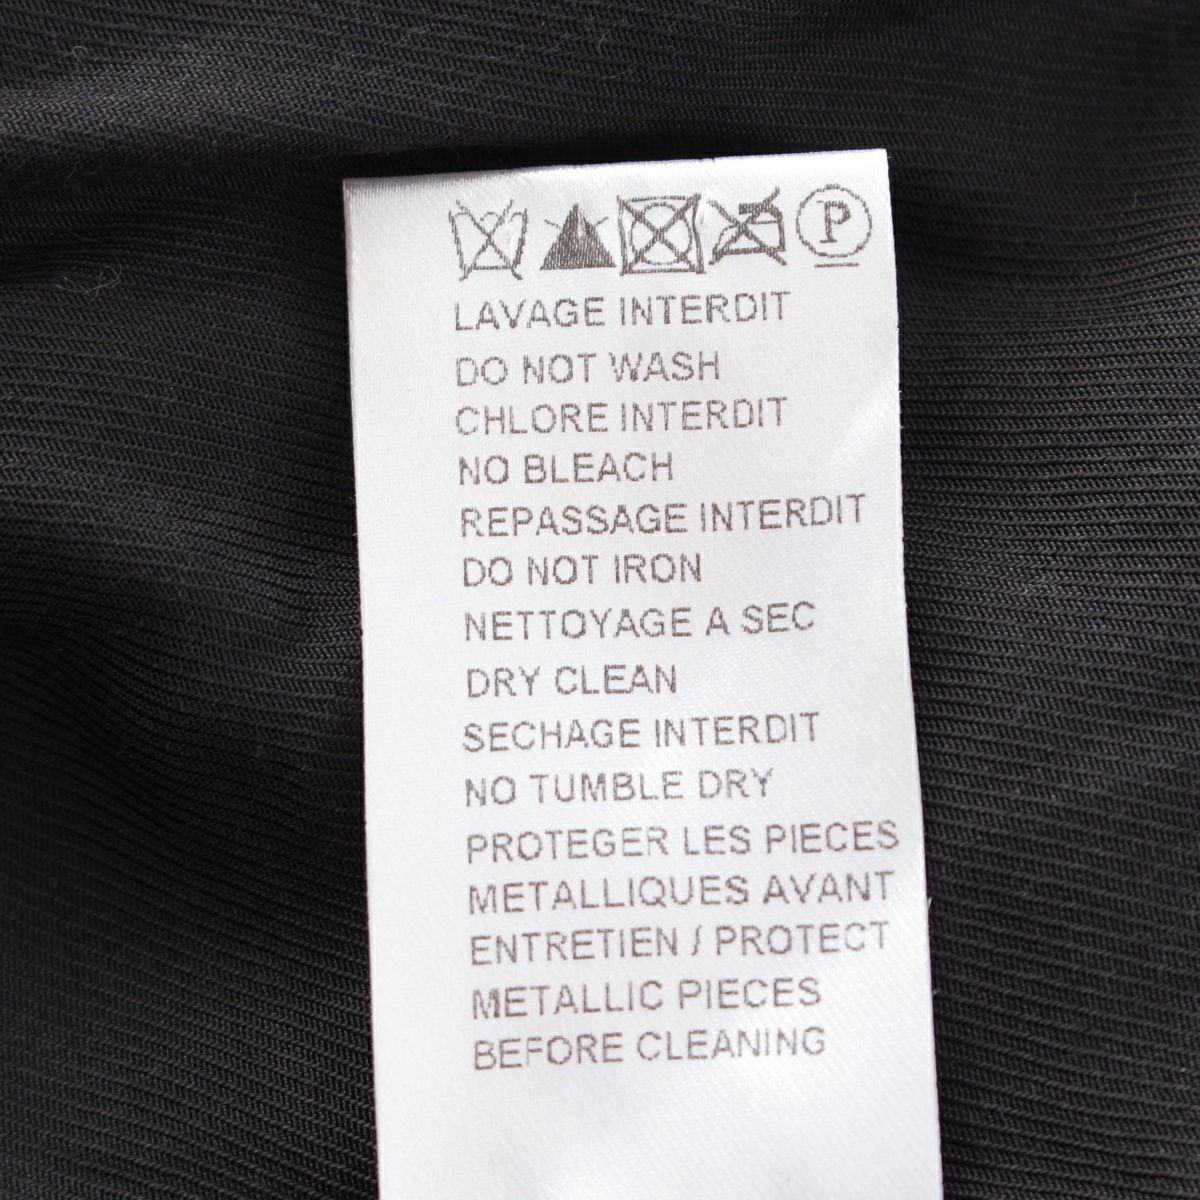 P
LAVAGE INTERDIT
DO NOT WASH
CHLORE INTERDIT
NO BLEACH
REPASSAGE INTERDIT
DO NOT IRON
NETTOYAGE A SEC
DRY CLEAN
SECHAGE INTERDIT
NO TUMBLE DRY
PROTEGER LES PIECES
METALLIQUES AVANT
ENTRETIEN / PROTECT
METALLIC PIECES
BEFORE CLEANING